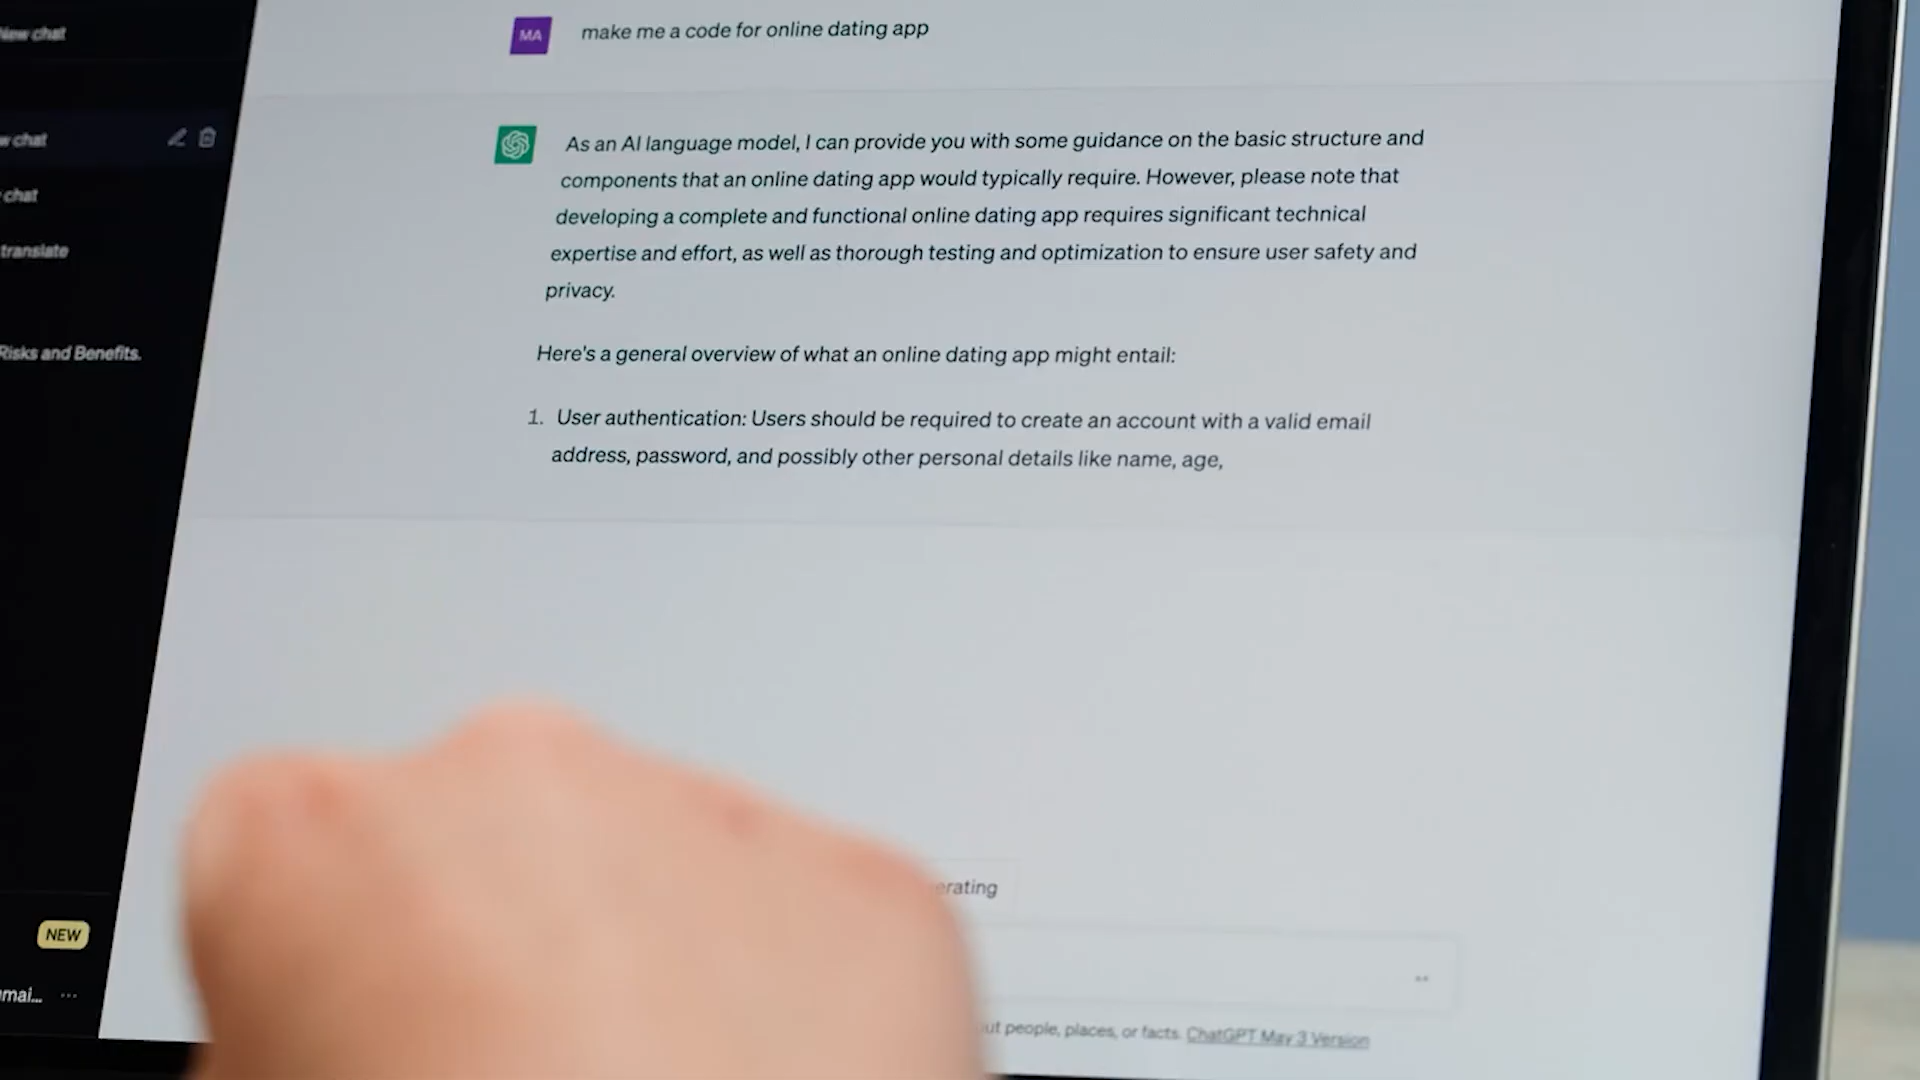 New chat
MA
make me a code for online dating app
w chat
chat
translate
Risks and Benefits.
As an AI language model, I can provide you with some guidance on the basic structure and
components that an online dating app would typically require. However, please note that
developing a complete and functional online dating app requires significant technical
expertise and effort, as well as thorough testing and optimization to ensure user safety and
privacy.
Here's a general overview of what an online dating app might entail:
1. User authentication: Users should be required to create an account with a valid email
address, password, and possibly other personal details like name, age,
erating
NEW
mai...
ut people, places, or facts. ChatGPT May 3 Version